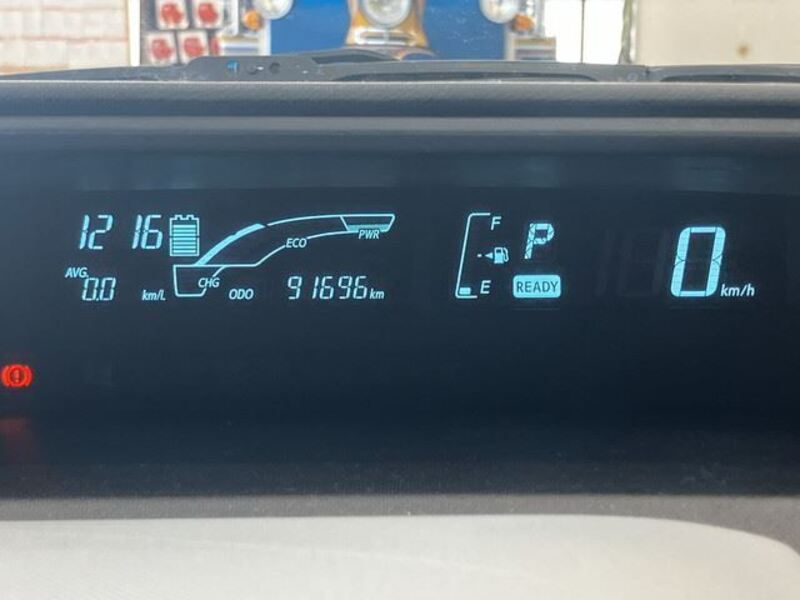 12 16
F
P
ECO
PWR
0 km/h
AVG
0.0 km/L
CHG
ODO
91696 km
E
READY